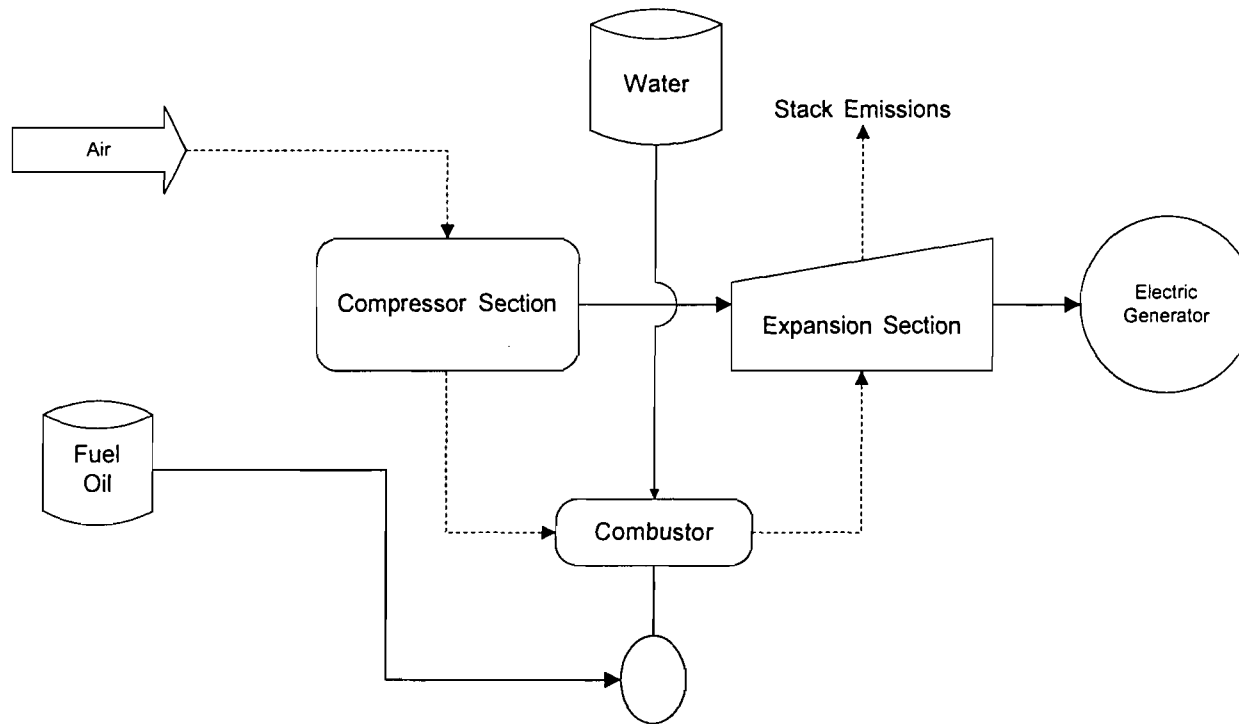 Water
Stack Emissions
Air
Compressor Section
Expansion Section
Electric
Generator
Fuel
Oil
Combustor